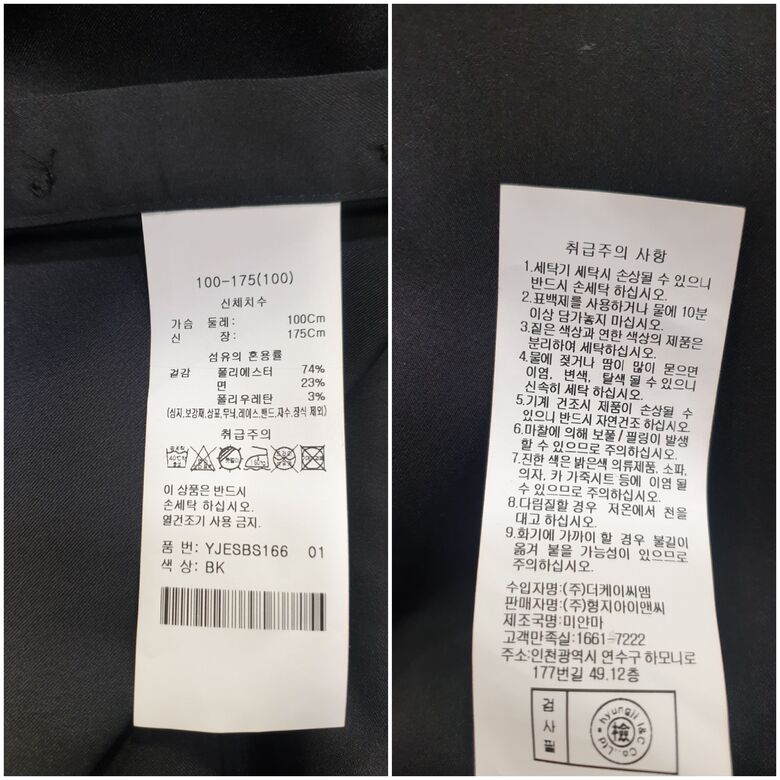 100-175(100)
신체치수
가슴 둘레: 100Cm
신 장: 175Cm
섬유의 혼용률
겉감 폴리에스터 74%
면 23%
폴리우레탄 3%
(심지,보강재,상표,무늬,레이스,밴드,자수,장식 제외)
취급주의
40℃
중성
이 상품은 반드시
손세탁 하십시오.
열건조기 사용 금지.
품 번: YJESBS166 01
색 상: BK
취급주의 사항
1.세탁기 세탁시 손상될 수 있으니
반드시 손세탁 하십시오.
2.표백제를 사용하거나 물에 10분
이상 담가놓지 마십시오.
3.짙은 색상과 연한 색상의 제품은
분리하여 세탁하십시오.
4.물에 젖거나 땀이 많이 묻으면
이염, 변색, 탈색 될 수 있으니
신속히 세탁 하십시오.
5.기계 건조시 제품이 손상될 수
있으니 반드시 자연건조 하십시오.
6.마찰에 의해 보풀/필링이 발생
할 수 있으므로 주의하십시오.
7.진한 색은 밝은색 의류제품, 소파,
의자, 카 가죽시트 등에 이염 될
수 있으므로 주의하십시오.
8.다림질할 경우 저온에서 천을
대고 하십시오.
9.화기에 가까이 할 경우 불길이
옮겨 붙을 가능성이 있으므로
주의하십시오.
수입자명:(주)더케이씨엠
판매자명:(주)형지아이앤씨
제조국명:미얀마
고객만족실:1661-7222
주소:인천광역시 연수구 하모니로
177번길 49.12층
검사필
hyungji I&C Co.,Ltd
檢